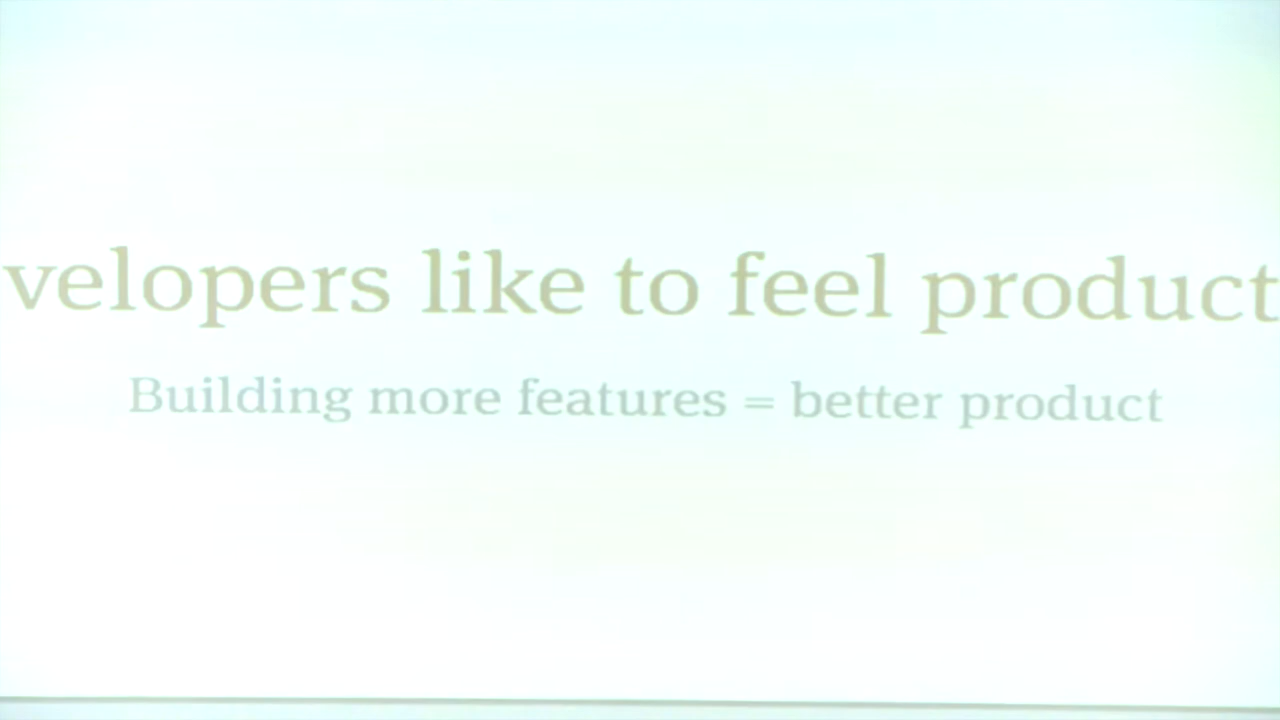 velopers like to feel product
Building more features = better product